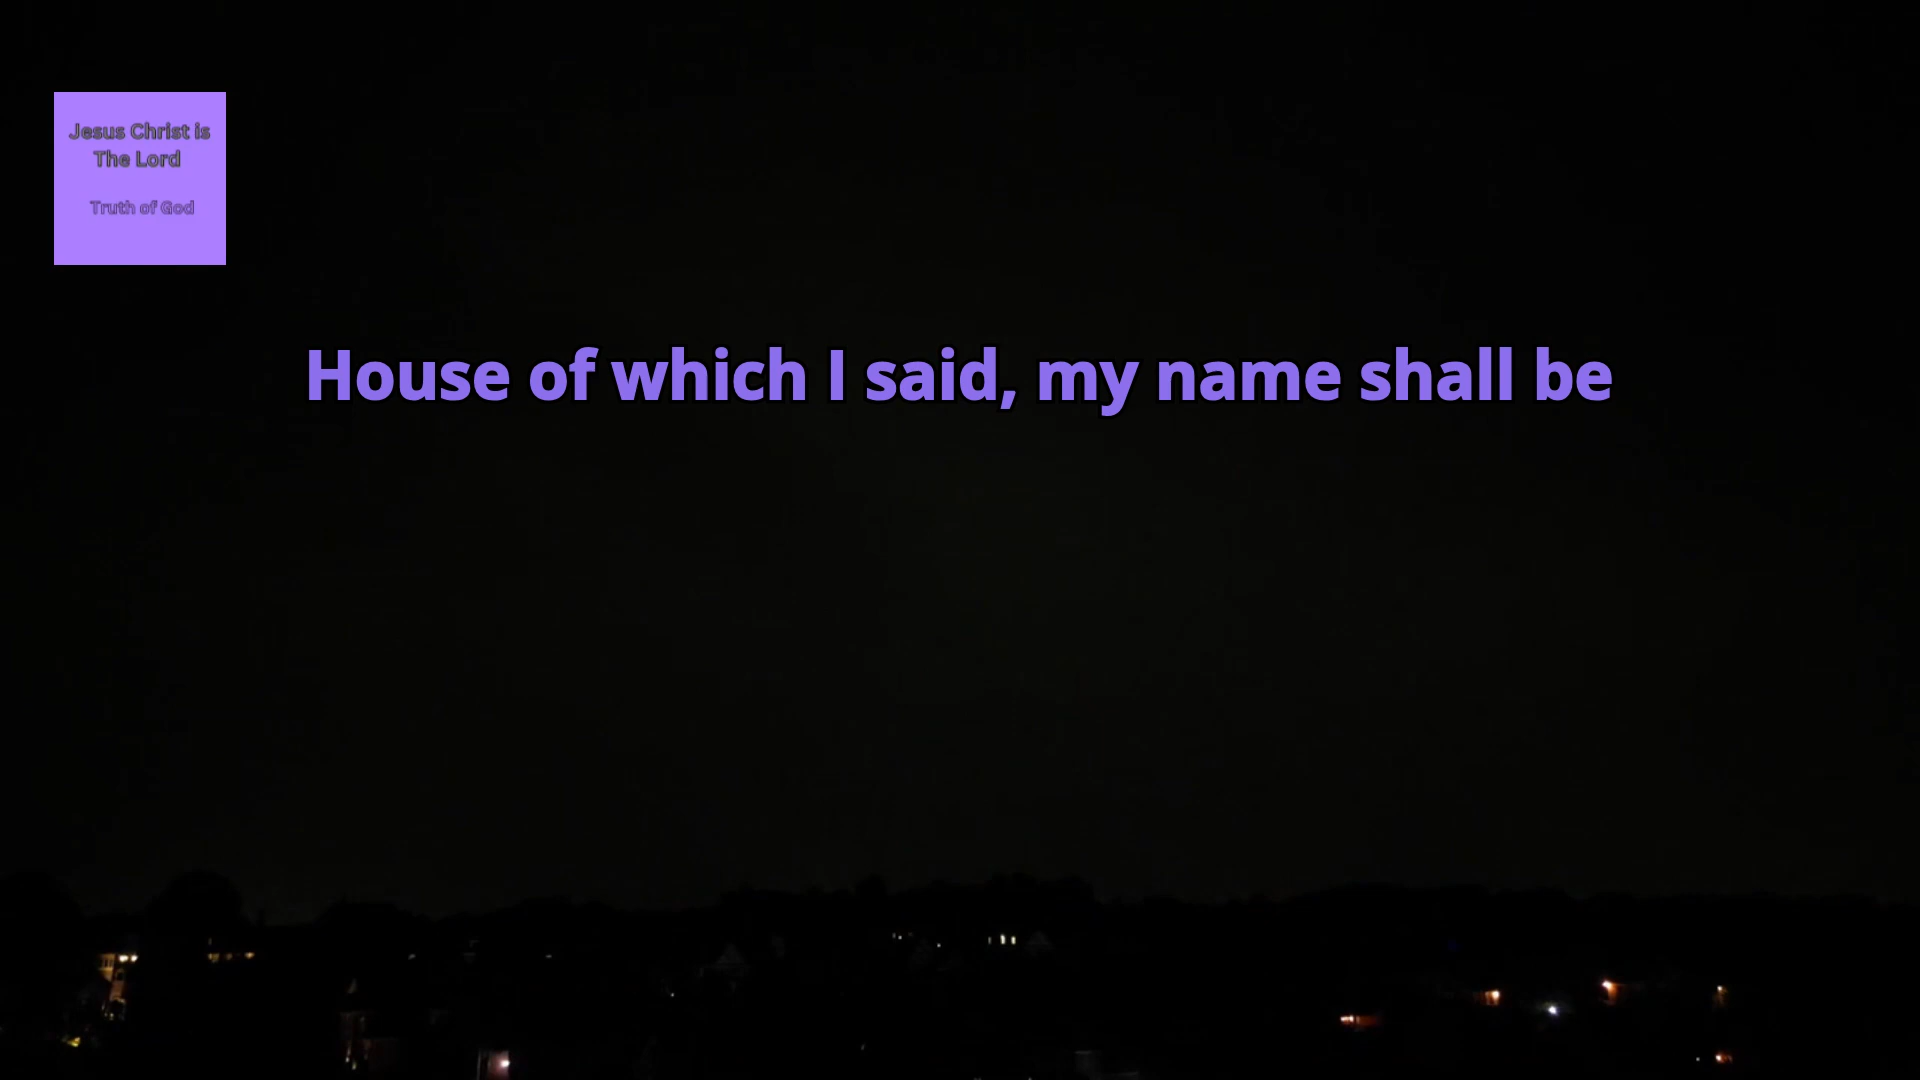 Jesus Christ is
The Lord
Truth of God
House of which I said, my name shall be